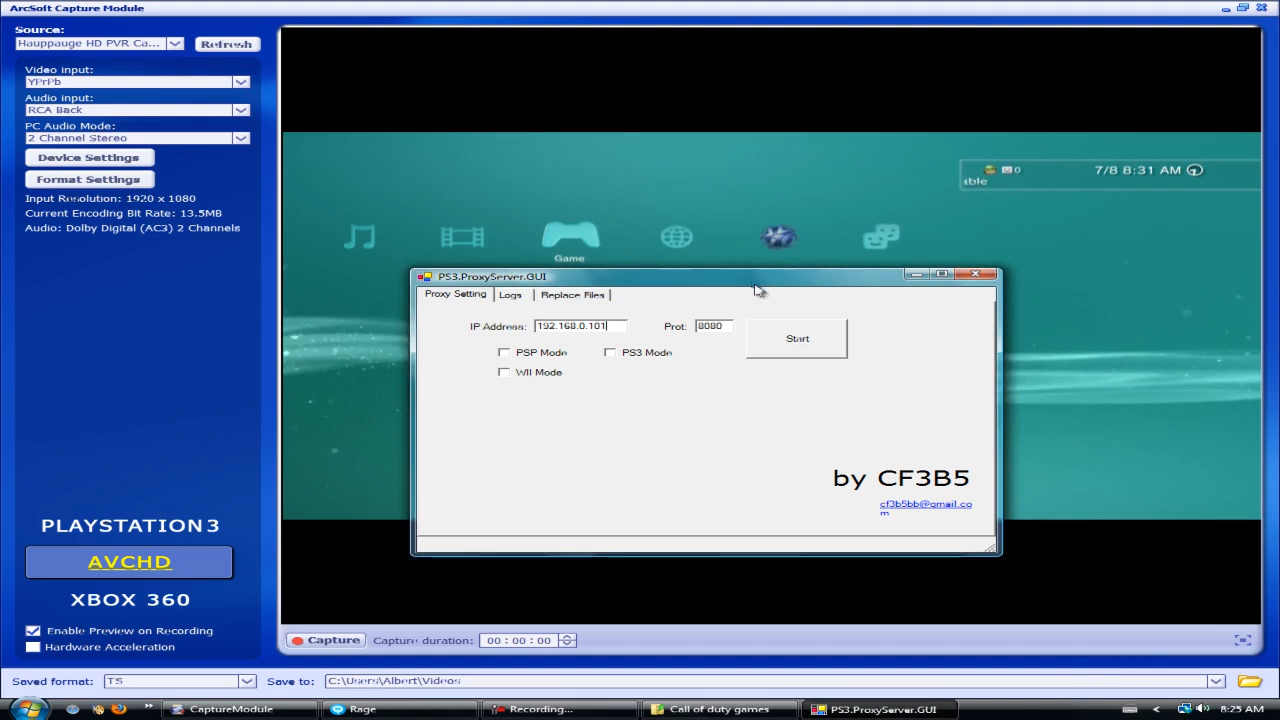 ArcSoft Capture Module
Source:
Hauppauge HD PVR Ca...
Refresh
Video input:
YPrPb
Audio input:
RCA Back
PC Audio Mode:
2 Channel Stereo
Device Settings
Format Settings
Input Resolution: 1920 x 1080
Current Encoding Bit Rate: 13.5MB
Audio: Dolby Digital (AC3) 2 Channels
0
7/8 8:31 AM
ible
Game
PS3.ProxyServer.GUI
Proxy Setting
Logs
Replace Files
IP Address:
192.168.0.101
Prot:
8080
Start
PSP Mode
PS3 Mode
WII Mode
by CF3B5
cf3b5bb@gmail.co
m
PLAYSTATION3
AVCHD
XBOX 360
Enable Preview on Recording
Hardware Acceleration
Capture
Capture duration:
00 : 00 : 00
Saved format:
TS
Save to:
C:\Users\Albert\Videos
CaptureModule
Rage
Recording...
Call of duty games
PS3.ProxyServer.GUI
8:25 AM